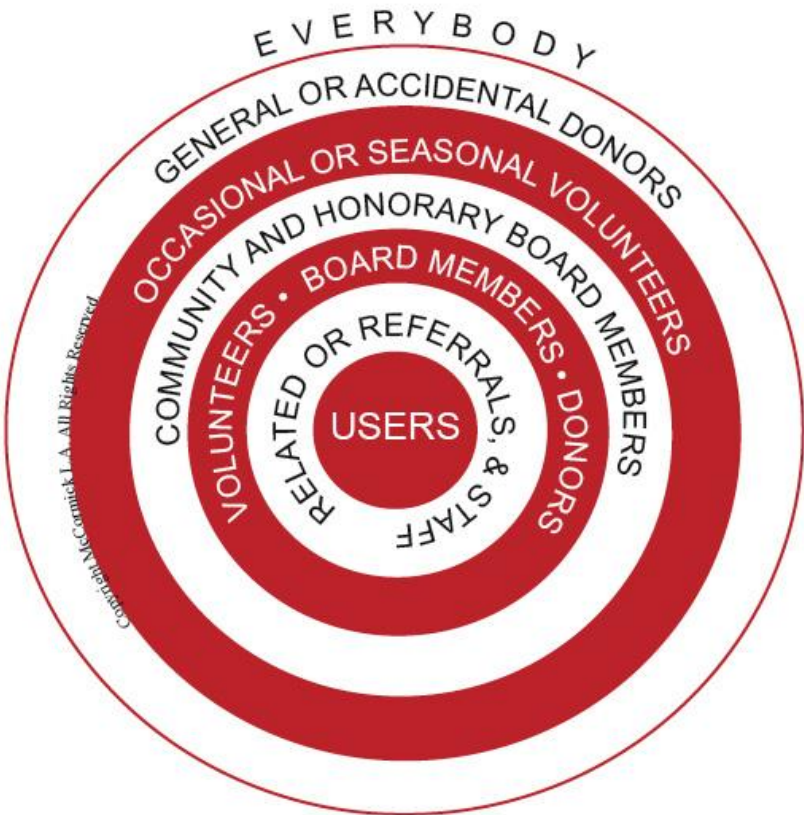 EVERYBODY
GENERAL OR ACCIDENTAL DONORS
OCCASIONAL OR SEASONAL VOLUNTEERS
COMMUNITY AND HONORARY BOARD MEMBERS
VOLUNTEERS • BOARD MEMBERS • DONORS
RELATED OR REFERRALS, & STAFF
USERS
Copyright McCormick L.A. All Rights Reserved